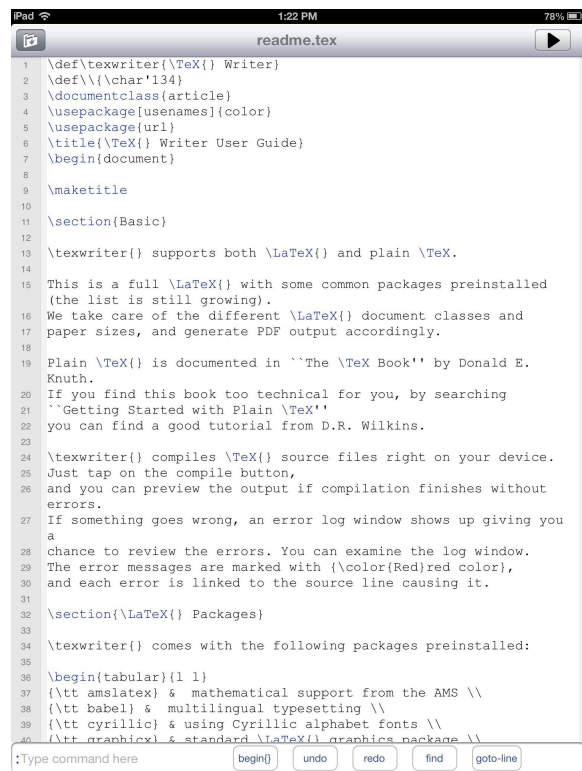 iPad 1:22 PM 78%
readme.tex
1 \def\texwriter{\TeX{} Writer}
2 \def\\{\char'134}
3 \documentclass{article}
4 \usepackage[usenames]{color}
5 \usepackage{url}
6 \title{\TeX{} Writer User Guide}
7 \begin{document}
8
9 \maketitle
10
11 \section{Basic}
12
13 \texwriter{} supports both \LaTeX{} and plain \TeX.
14
15 This is a full \LaTeX{} with some common packages preinstalled
(the list is still growing).
16 We take care of the different \LaTeX{} document classes and
17 paper sizes, and generate PDF output accordingly.
18
19 Plain \TeX{} is documented in ``The \TeX Book'' by Donald E.
Knuth.
20 If you find this book too technical for you, by searching
21 ``Getting Started with Plain \TeX''
22 you can find a good tutorial from D.R. Wilkins.
23
24 \texwriter{} compiles \TeX{} source files right on your device.
25 Just tap on the compile button,
26 and you can preview the output if compilation finishes without
errors.
27 If something goes wrong, an error log window shows up giving you
a
28 chance to review the errors. You can examine the log window.
29 The error messages are marked with {\color{Red}red color},
30 and each error is linked to the source line causing it.
31
32 \section{\LaTeX{} Packages}
33
34 \texwriter{} comes with the following packages preinstalled:
35
36 \begin{tabular}{l l}
37 {\tt amslatex} &  mathematical support from the AMS \\
38 {\tt babel} &  multilingual typesetting \\
39 {\tt cyrillic} & using Cyrillic alphabet fonts \\
40 {\tt graphicx} & standard \LaTeX{} graphics package \\
:Type command here begin{} undo redo find goto-line